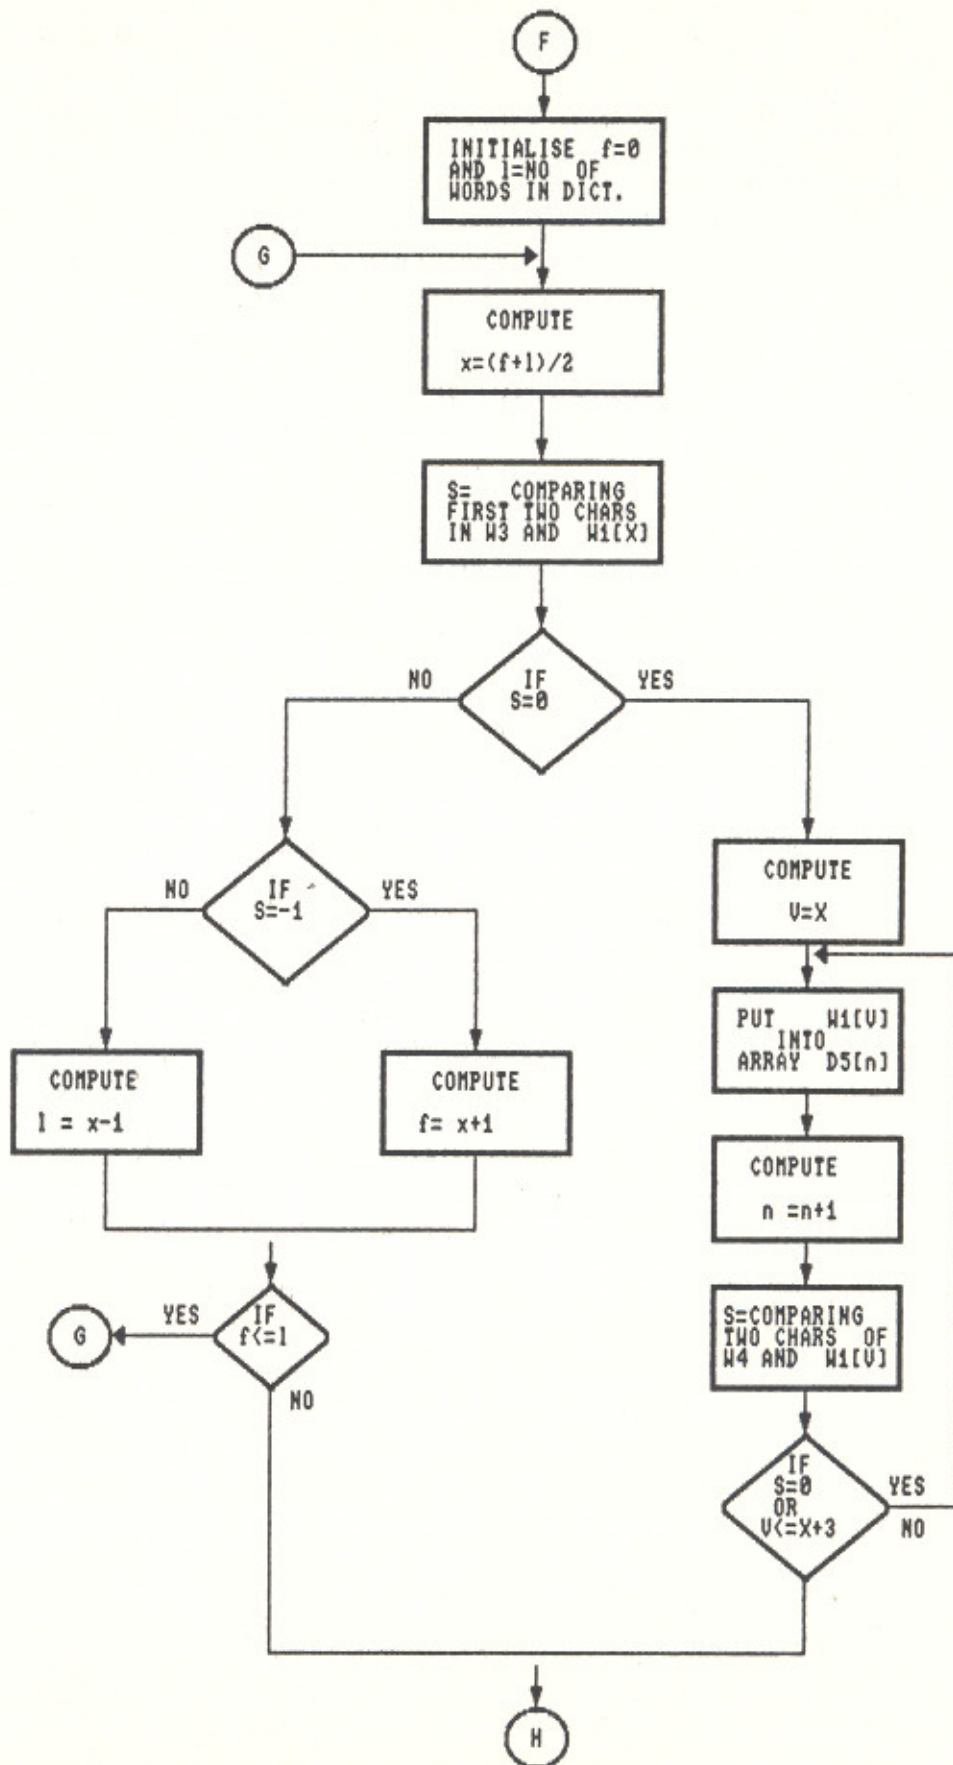 F
INITIALISE f=0
AND l=NO OF
WORDS IN DICT.
G
COMPUTE
x=(f+l)/2
S= COMPARING
FIRST TWO CHARS
IN W3 AND W1[X]
IF
S=0
NO
YES
IF
S=-1
NO
YES
COMPUTE
l = x-1
COMPUTE
f= x+1
IF
f<=l
YES
G
NO
COMPUTE
V=X
PUT W1[V]
INTO
ARRAY D5[n]
COMPUTE
n =n+1
S=COMPARING
TWO CHARS OF
W4 AND W1[V]
IF
S=0
OR
V<=X+3
YES
NO
H